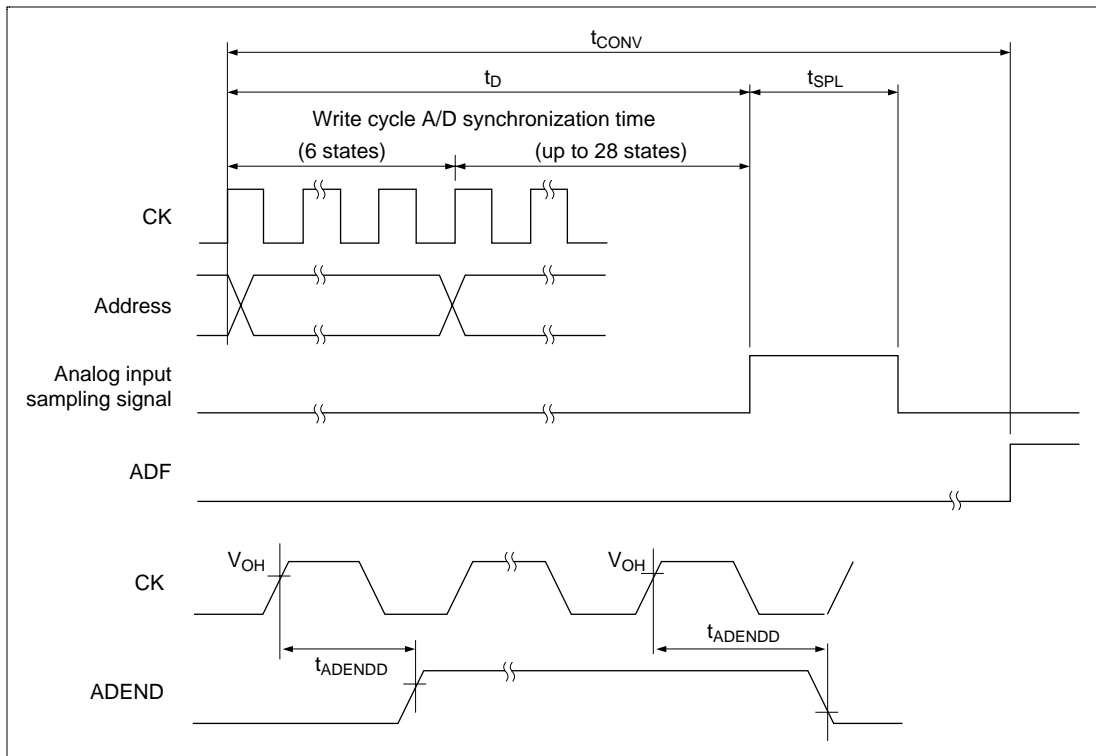 tCONV
tD tSPL
Write cycle A/D synchronization time
(6 states) (up to 28 states)
CK
Address
Analog input
sampling signal
ADF
VOH VOH
CK
tADENDD tADENDD
ADEND